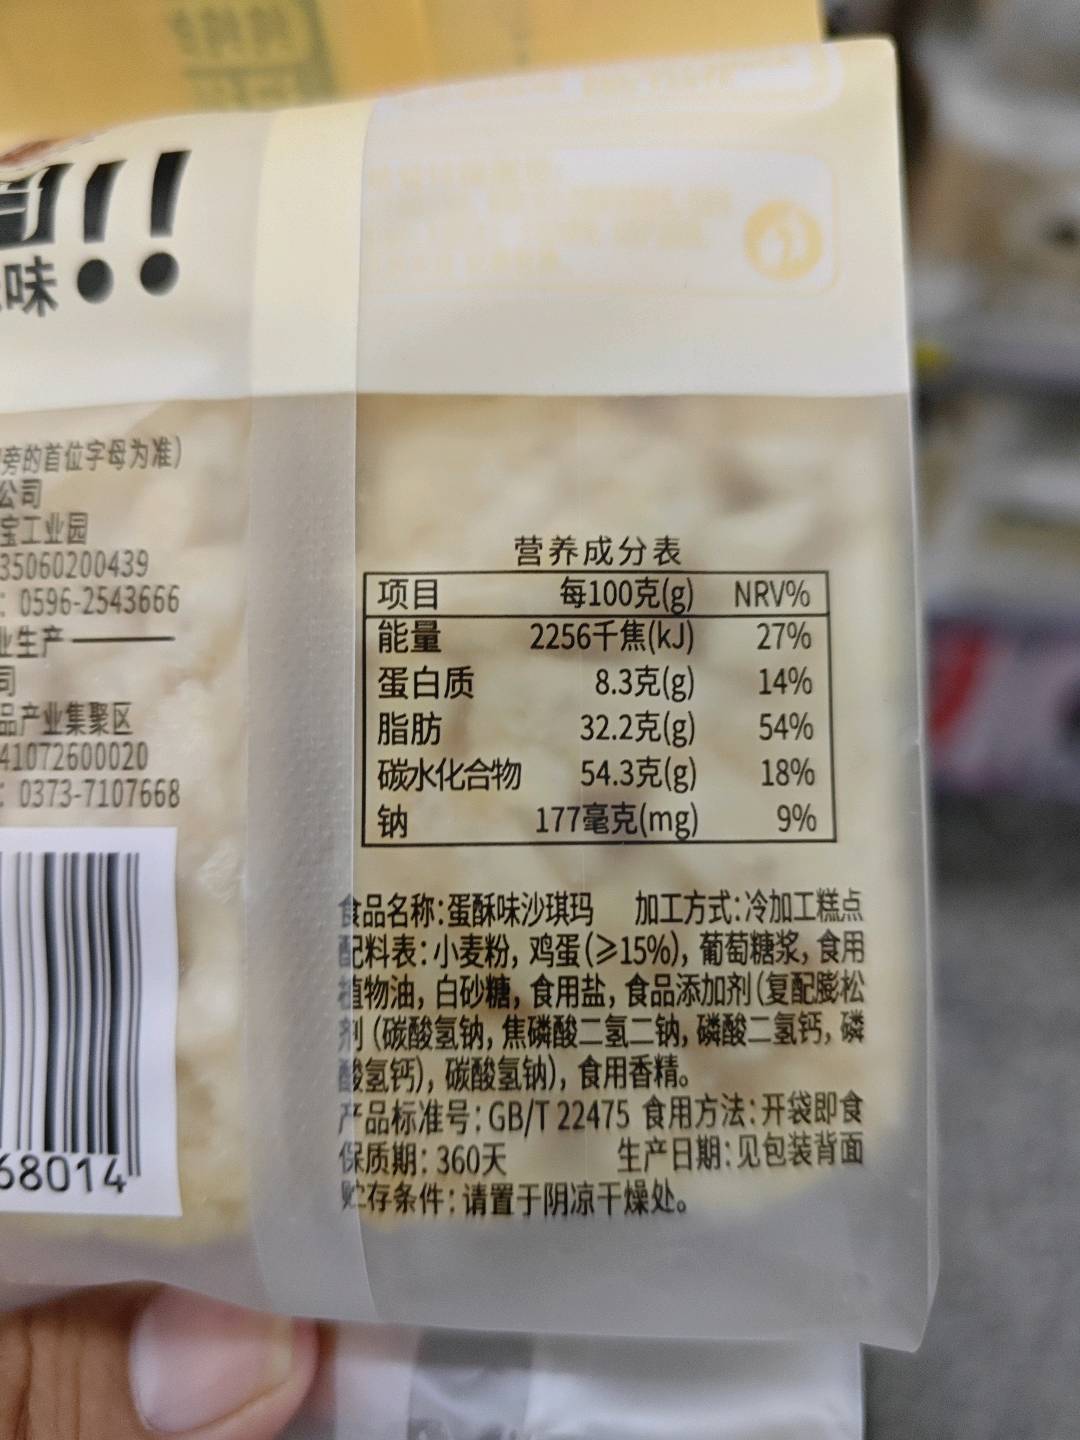 味!!
旁的首位字母为准)
公司
宝工业园
35060200439
: 0596-2543666
业生产
司
品产业集聚区
41072600020
: 0373-7107668
68014
营养成分表
项目 每100克(g) NRV%
能量 2256千焦(kJ) 27%
蛋白质 8.3克(g) 14%
脂肪 32.2克(g) 54%
碳水化合物 54.3克(g) 18%
钠 177毫克(mg) 9%
食品名称:蛋酥味沙琪玛 加工方式:冷加工糕点
配料表:小麦粉, 鸡蛋(≥15%), 葡萄糖浆, 食用
植物油, 白砂糖, 食用盐, 食品添加剂(复配膨松
剂(碳酸氢钠, 焦磷酸二氢二钠, 磷酸二氢钙, 磷
酸氢钙), 碳酸氢钠), 食用香精。
产品标准号: GB/T 22475 食用方法:开袋即食
保质期: 360天 生产日期:见包装背面
贮存条件: 请置于阴凉干燥处。